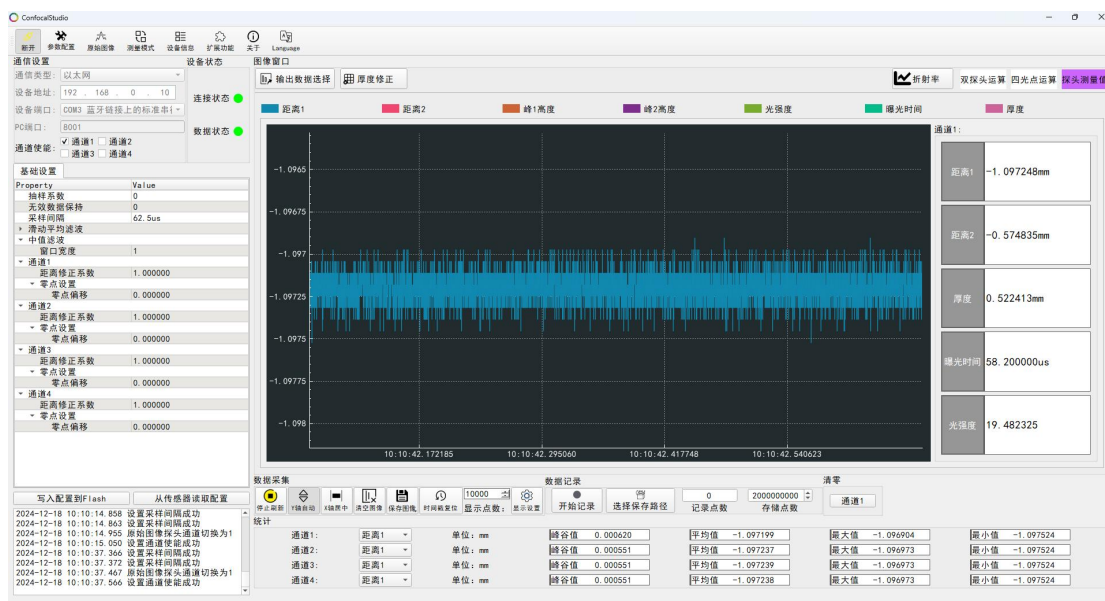 ConfocalStudio
断开 参数配置 原始图像 测量模式 设备信息 扩展功能 关于 Language
通信设置 设备状态 图像窗口
通信类型: 以太网
设备地址: 192 . 168 . 0 . 10
设备端口: COM3 蓝牙链接上的标准串
PC端口: 8001
通道使能: 通道1 通道2
通道3 通道4
连接状态
数据状态
输出数据选择 厚度修正 折射率 双探头运算 四光点运算 探头测量值
距离1 距离2 峰1高度 峰2高度 光强度 曝光时间 厚度
基础设置
Property Value
抽样系数 0
无效数据保持 0
采样间隔 62.5us
滑动平均滤波
中值滤波
窗口宽度 1
通道1
距离修正系数 1.000000
零点设置
零点偏移 0.000000
通道2
距离修正系数 1.000000
零点设置
零点偏移 0.000000
通道3
距离修正系数 1.000000
零点设置
零点偏移 0.000000
通道4
距离修正系数 1.000000
零点设置
零点偏移 0.000000
-1.0965
-1.09675
-1.097
-1.09725
-1.0975
-1.09775
-1.098
10:10:42.172185 10:10:42.295060 10:10:42.417748 10:10:42.540623
通道1:
距离1 -1.097248mm
距离2 -0.574835mm
厚度 0.522413mm
曝光时间 58.200000us
光强度 19.482325
写入配置到Flash 从传感器读取配置
2024-12-18 10:10:14.858 设置采样间隔成功
2024-12-18 10:10:14.863 设置采样间隔成功
2024-12-18 10:10:14.955 原始图像探头通道切换为1
2024-12-18 10:10:15.050 设置通道使能成功
2024-12-18 10:10:37.366 设置采样间隔成功
2024-12-18 10:10:37.372 设置采样间隔成功
2024-12-18 10:10:37.467 原始图像探头通道切换为1
2024-12-18 10:10:37.566 设置通道使能成功
数据采集 数据记录 清零
停止刷新 Y轴自动 X轴居中 清空图像 保存图像 时间戳复位 10000 显示点数: 显示设置
开始记录 选择保存路径 0 记录点数 2000000000 存储点数 通道1
统计
通道1: 距离1 单位: mm 峰谷值 0.000620 平均值 -1.097199 最大值 -1.096904 最小值 -1.097524
通道2: 距离1 单位: mm 峰谷值 0.000551 平均值 -1.097237 最大值 -1.096973 最小值 -1.097524
通道3: 距离1 单位: mm 峰谷值 0.000551 平均值 -1.097239 最大值 -1.096973 最小值 -1.097524
通道4: 距离1 单位: mm 峰谷值 0.000551 平均值 -1.097238 最大值 -1.096973 最小值 -1.097524